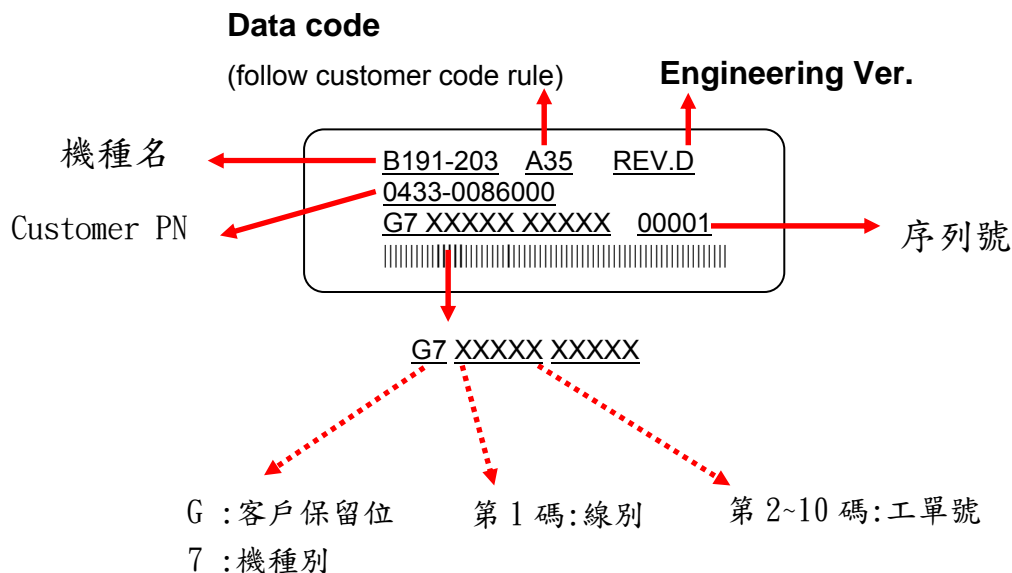 Data code
(follow customer code rule)
Engineering Ver.
機種名
B191-203 A35 REV.D
0433-0086000
Customer PN
G7 XXXXX XXXXX 00001
序列號
G7 XXXXX XXXXX
G :客戶保留位
第1碼:線別
第2~10碼:工單號
7 :機種別